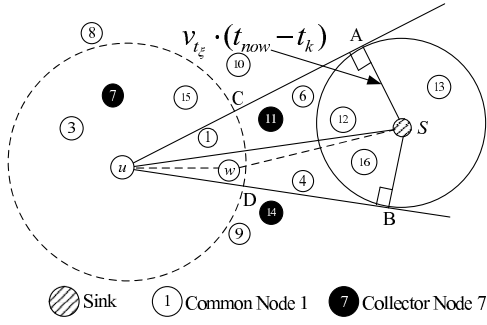 8
v_{t_ξ} · (t_{now} − t_k)
A
10
7
15
6
13
C
3
11
12
S
1
16
u
w
4
D
14
B
9
Sink
1 Common Node 1
7 Collector Node 7